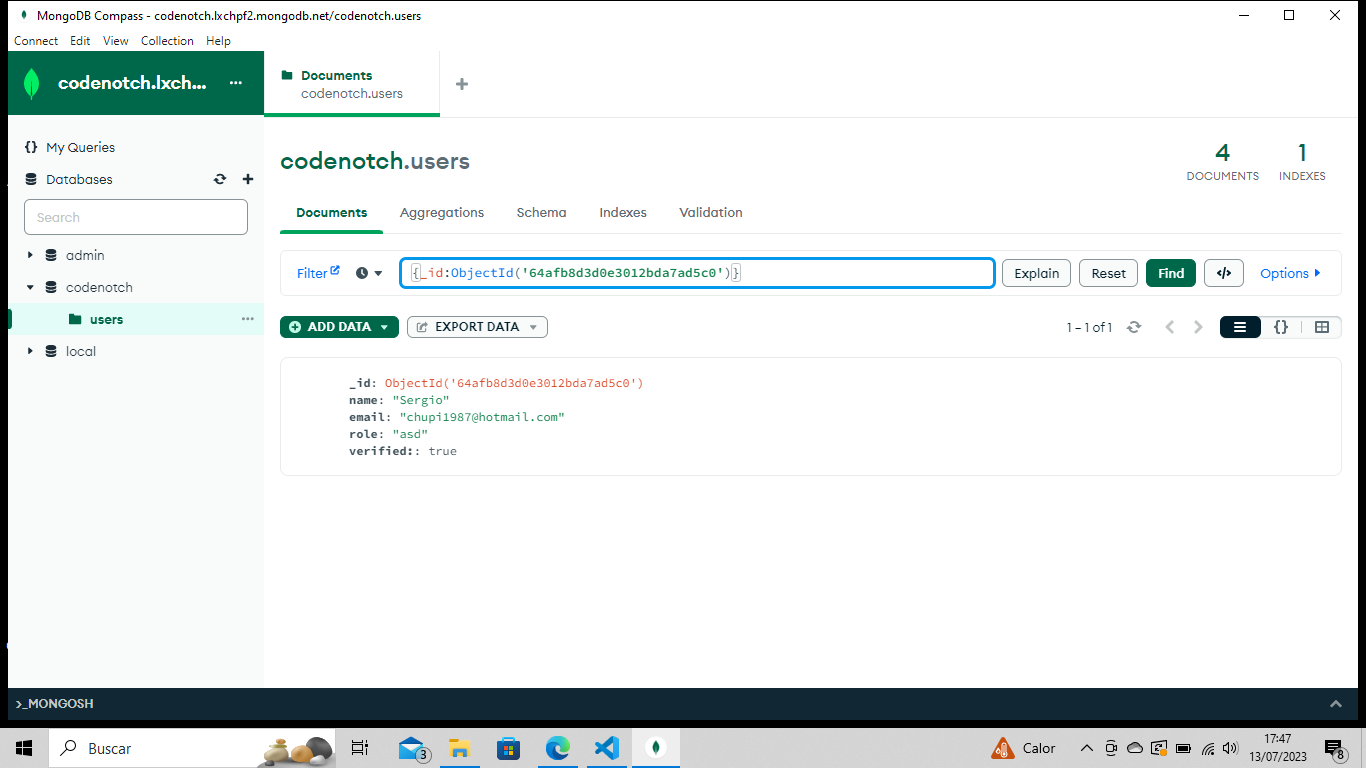 MongoDB Compass - codenotch.lxchpf2.mongodb.net/codenotch.users
Connect Edit View Collection Help
codenotch.lxch... ···
Documents
codenotch.users
+
{} My Queries
Databases
Search
admin
codenotch
users ···
local
codenotch.users
4
DOCUMENTS
1
INDEXES
Documents Aggregations Schema Indexes Validation
Filter
{_id:ObjectId('64afb8d3d0e3012bda7ad5c0')}
Explain Reset Find </> Options
ADD DATA EXPORT DATA
1 – 1 of 1
{}
_id: ObjectId('64afb8d3d0e3012bda7ad5c0')
name: "Sergio"
email: "chupi1987@hotmail.com"
role: "asd"
verified:: true
>_MONGOSH
Buscar
3
Calor
17:47
13/07/2023
8